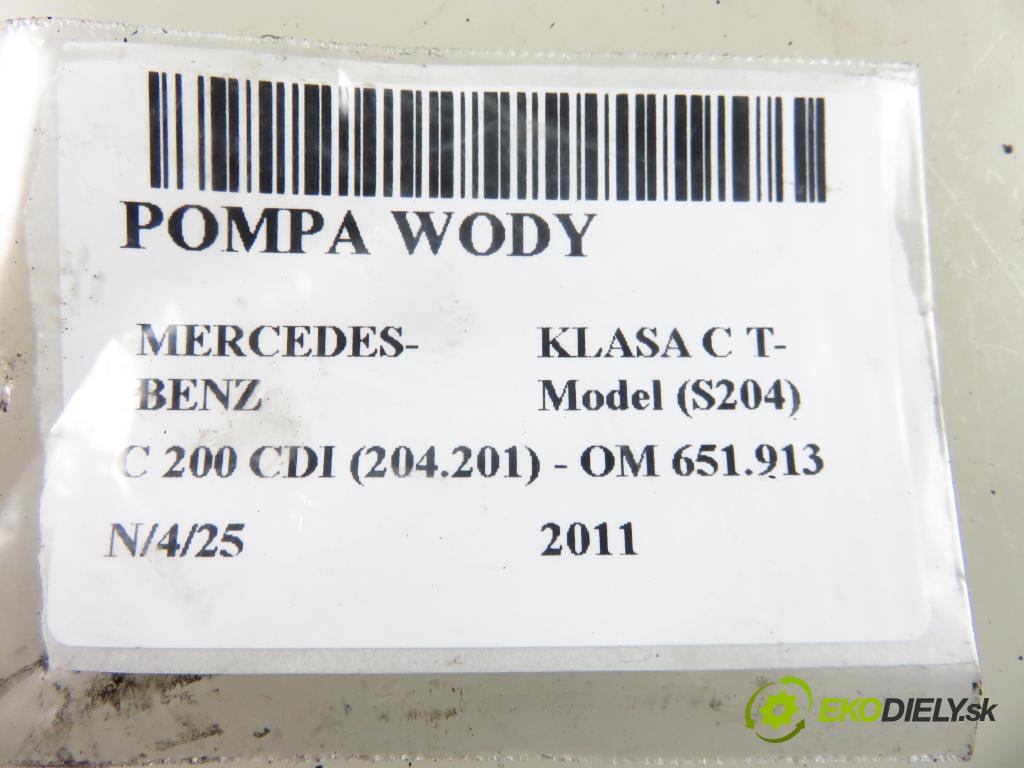 POMPA WODY
MERCEDES- KLASA C T-
BENZ Model (S204)
C 200 CDI (204.201) - OM 651.913
N/4/25 2011
EKODIELY.sk